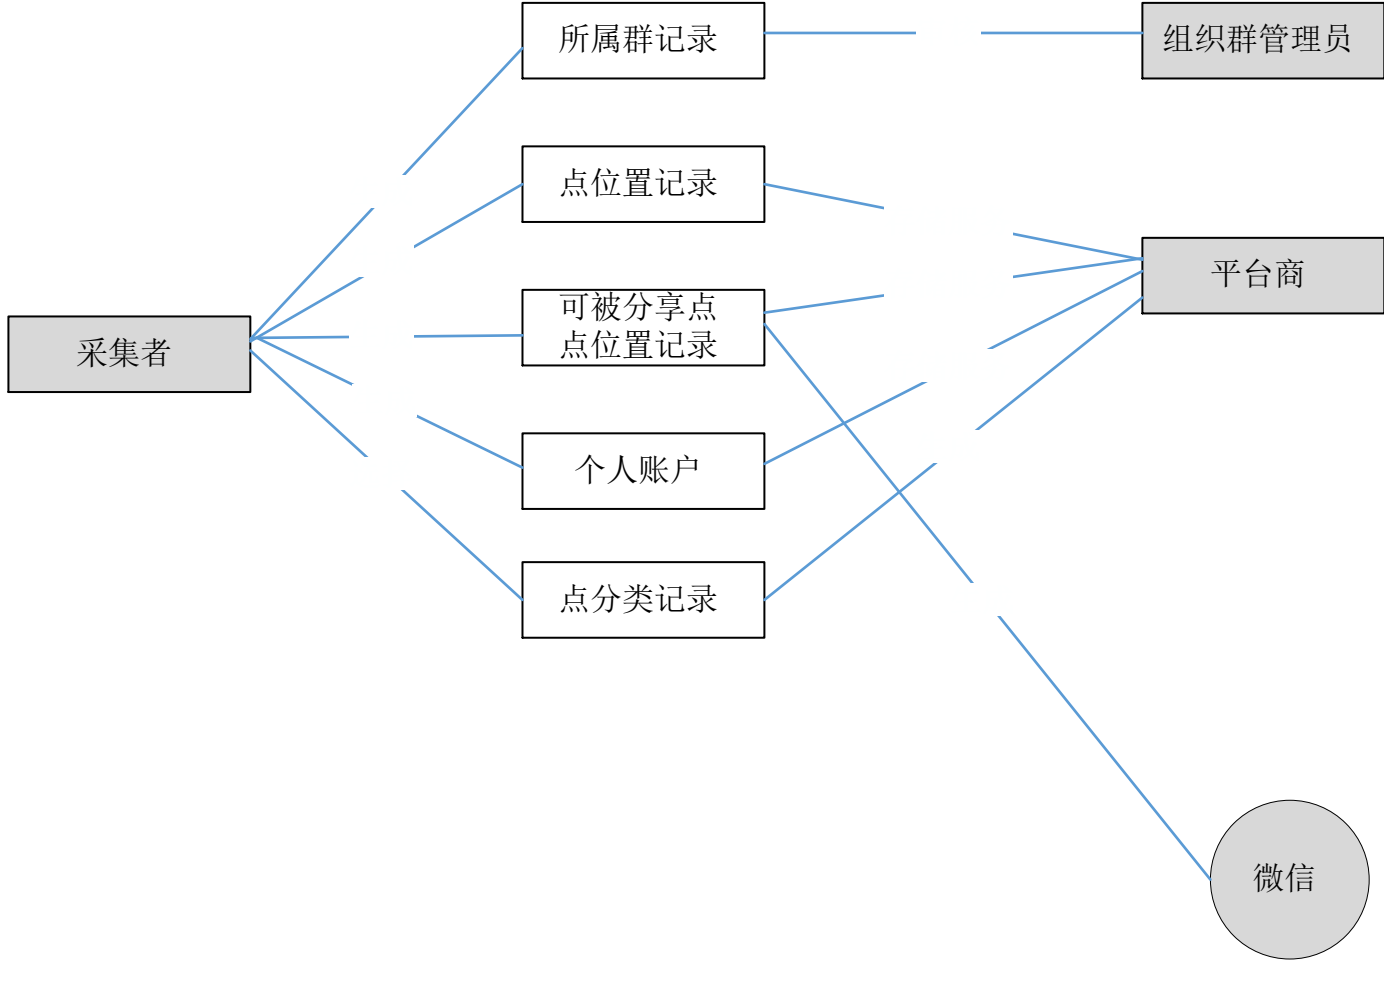 所属群记录
组织群管理员
点位置记录
平台商
可被分享点
点位置记录
采集者
个人账户
点分类记录
微信